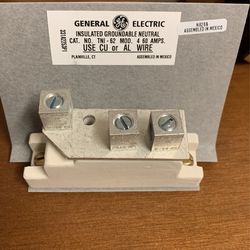 GENERAL GE ELECTRIC
INSULATED GROUNDABLE NEUTRAL
CAT. NO. TNI-62 MOD. 4 60 AMPS.
USE CU or AL WIRE
PLAINVILLE, CT ASSEMBLED IN MEXICO
ASSEMBLED IN MEXICO